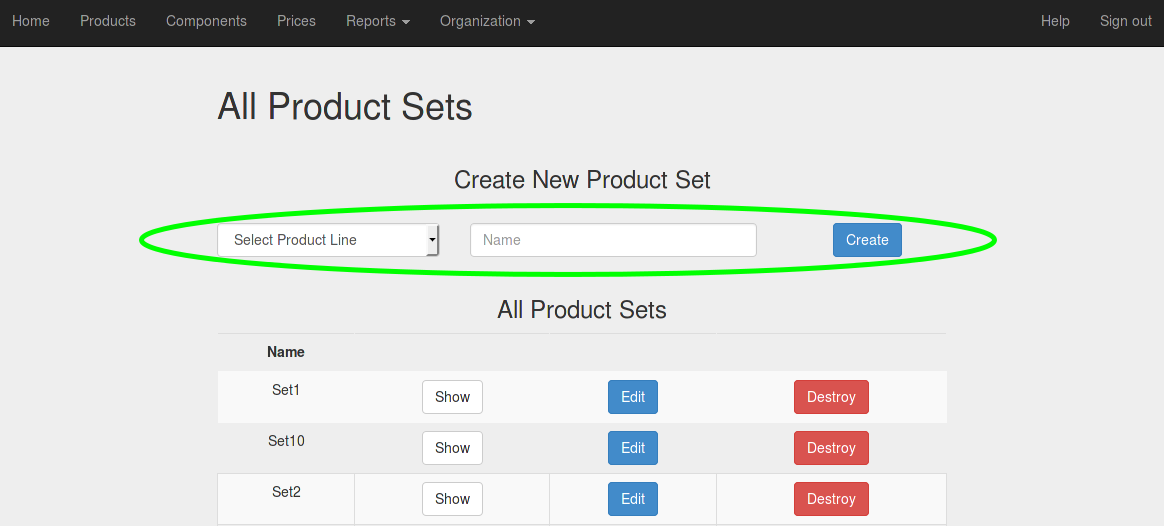 Home Products Components Prices Reports Organization Help Sign out
All Product Sets
Create New Product Set
Select Product Line Name Create
All Product Sets
Name
Set1 Show Edit Destroy
Set10 Show Edit Destroy
Set2 Show Edit Destroy